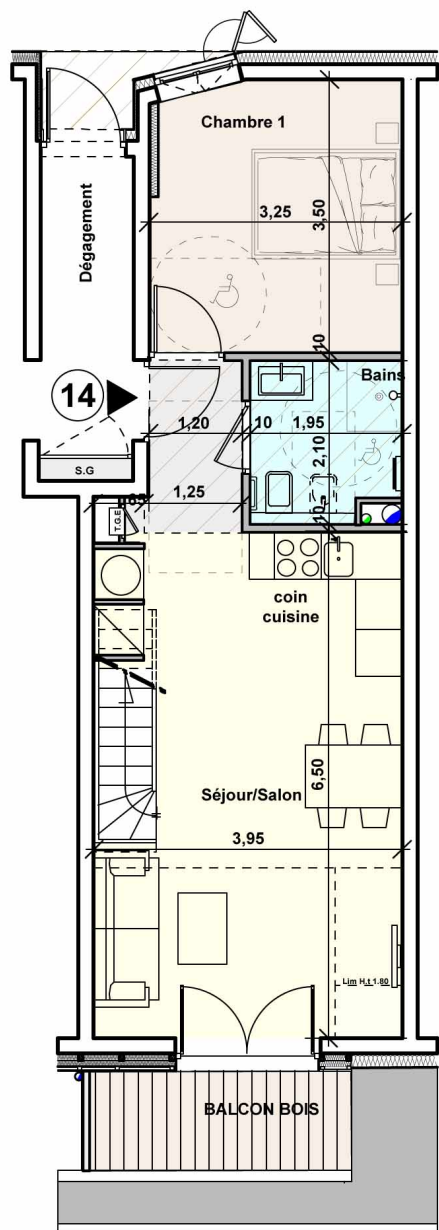 Chambre 1
3,25
3,50
Dégagement
10
Bains
14
1,20
10
1,95
2,10
S.G
65
1,25
10
T.G.E
coin
cuisine
Séjour/Salon
6,50
3,95
Lim H,t 1.80
BALCON BOIS